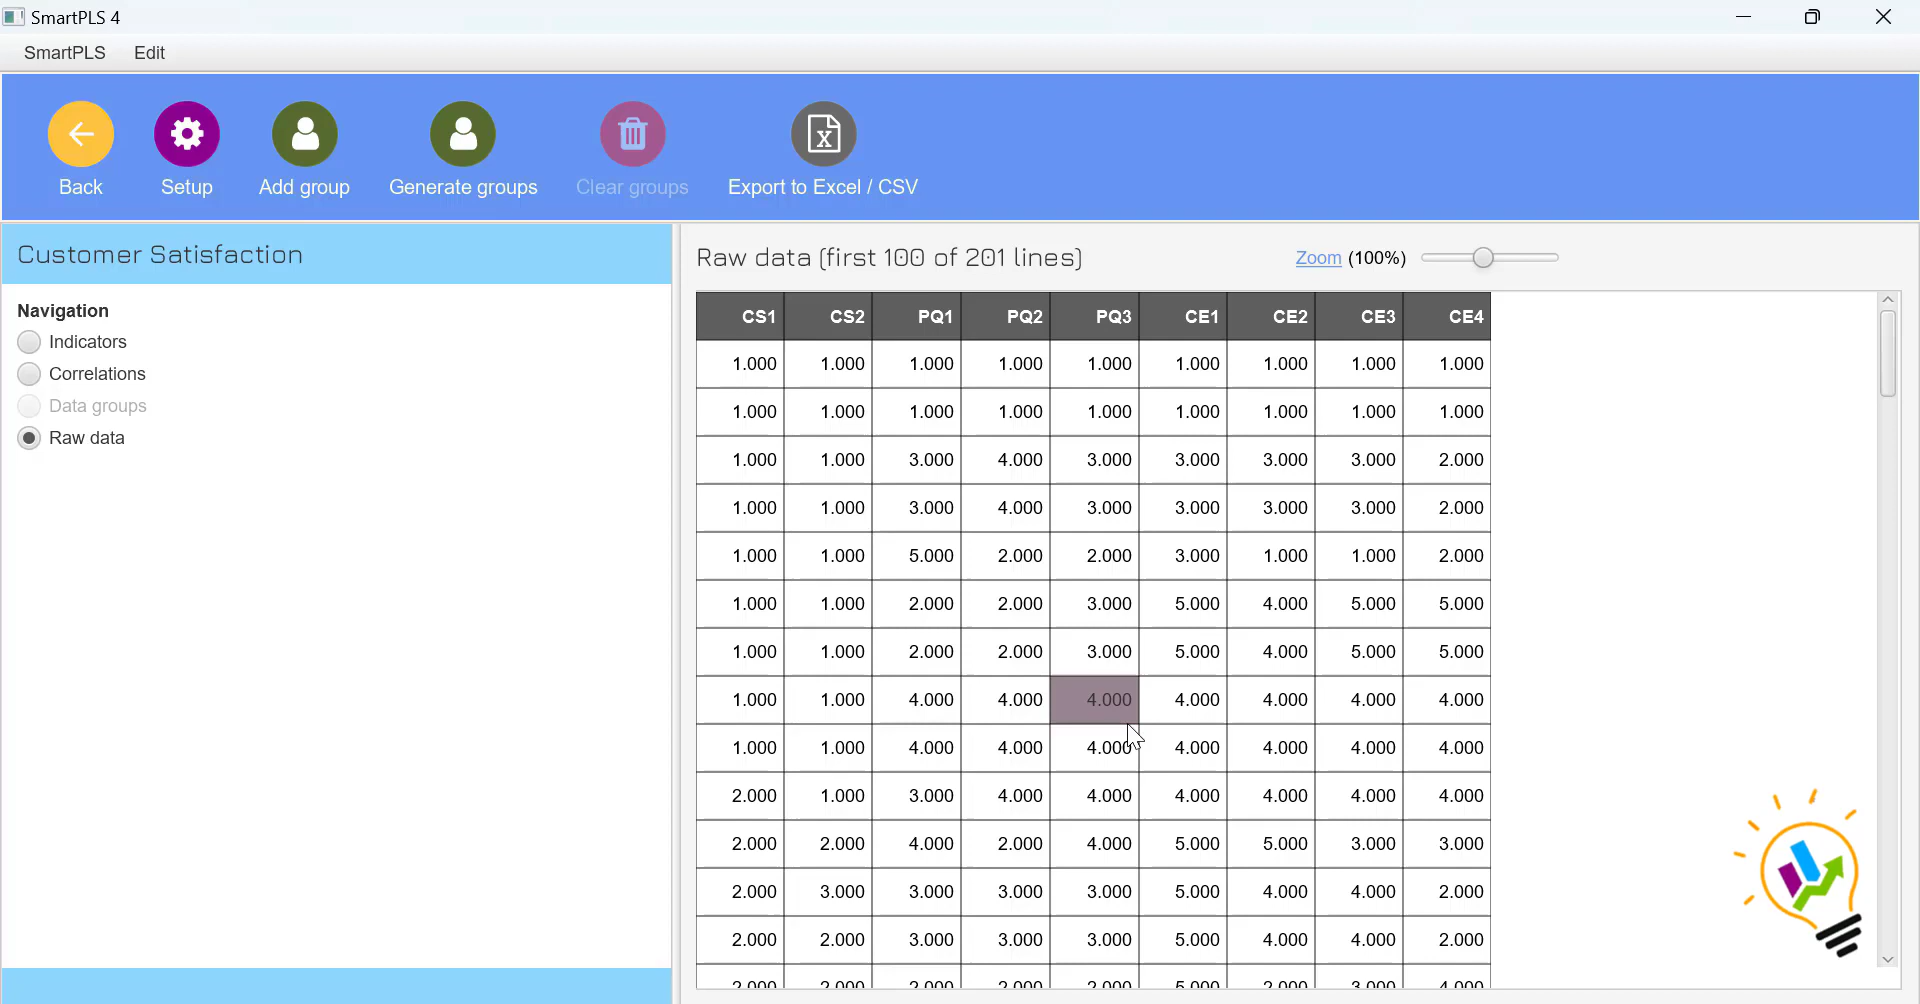 SmartPLS 4
SmartPLS Edit
Back Setup Add group Generate groups Clear groups Export to Excel / CSV
Customer Satisfaction
Navigation
Indicators
Correlations
Data groups
Raw data
Raw data (first 100 of 201 lines)
Zoom (100%)
CS1 CS2 PQ1 PQ2 PQ3 CE1 CE2 CE3 CE4
1.000 1.000 1.000 1.000 1.000 1.000 1.000 1.000 1.000
1.000 1.000 1.000 1.000 1.000 1.000 1.000 1.000 1.000
1.000 1.000 3.000 4.000 3.000 3.000 3.000 3.000 2.000
1.000 1.000 3.000 4.000 3.000 3.000 3.000 3.000 2.000
1.000 1.000 5.000 2.000 2.000 3.000 1.000 1.000 2.000
1.000 1.000 2.000 2.000 3.000 5.000 4.000 5.000 5.000
1.000 1.000 2.000 2.000 3.000 5.000 4.000 5.000 5.000
1.000 1.000 4.000 4.000 4.000 4.000 4.000 4.000 4.000
1.000 1.000 4.000 4.000 4.000 4.000 4.000 4.000 4.000
2.000 1.000 3.000 4.000 4.000 4.000 4.000 4.000 4.000
2.000 2.000 4.000 2.000 4.000 5.000 5.000 3.000 3.000
2.000 3.000 3.000 3.000 3.000 5.000 4.000 4.000 2.000
2.000 2.000 3.000 3.000 3.000 5.000 4.000 4.000 2.000